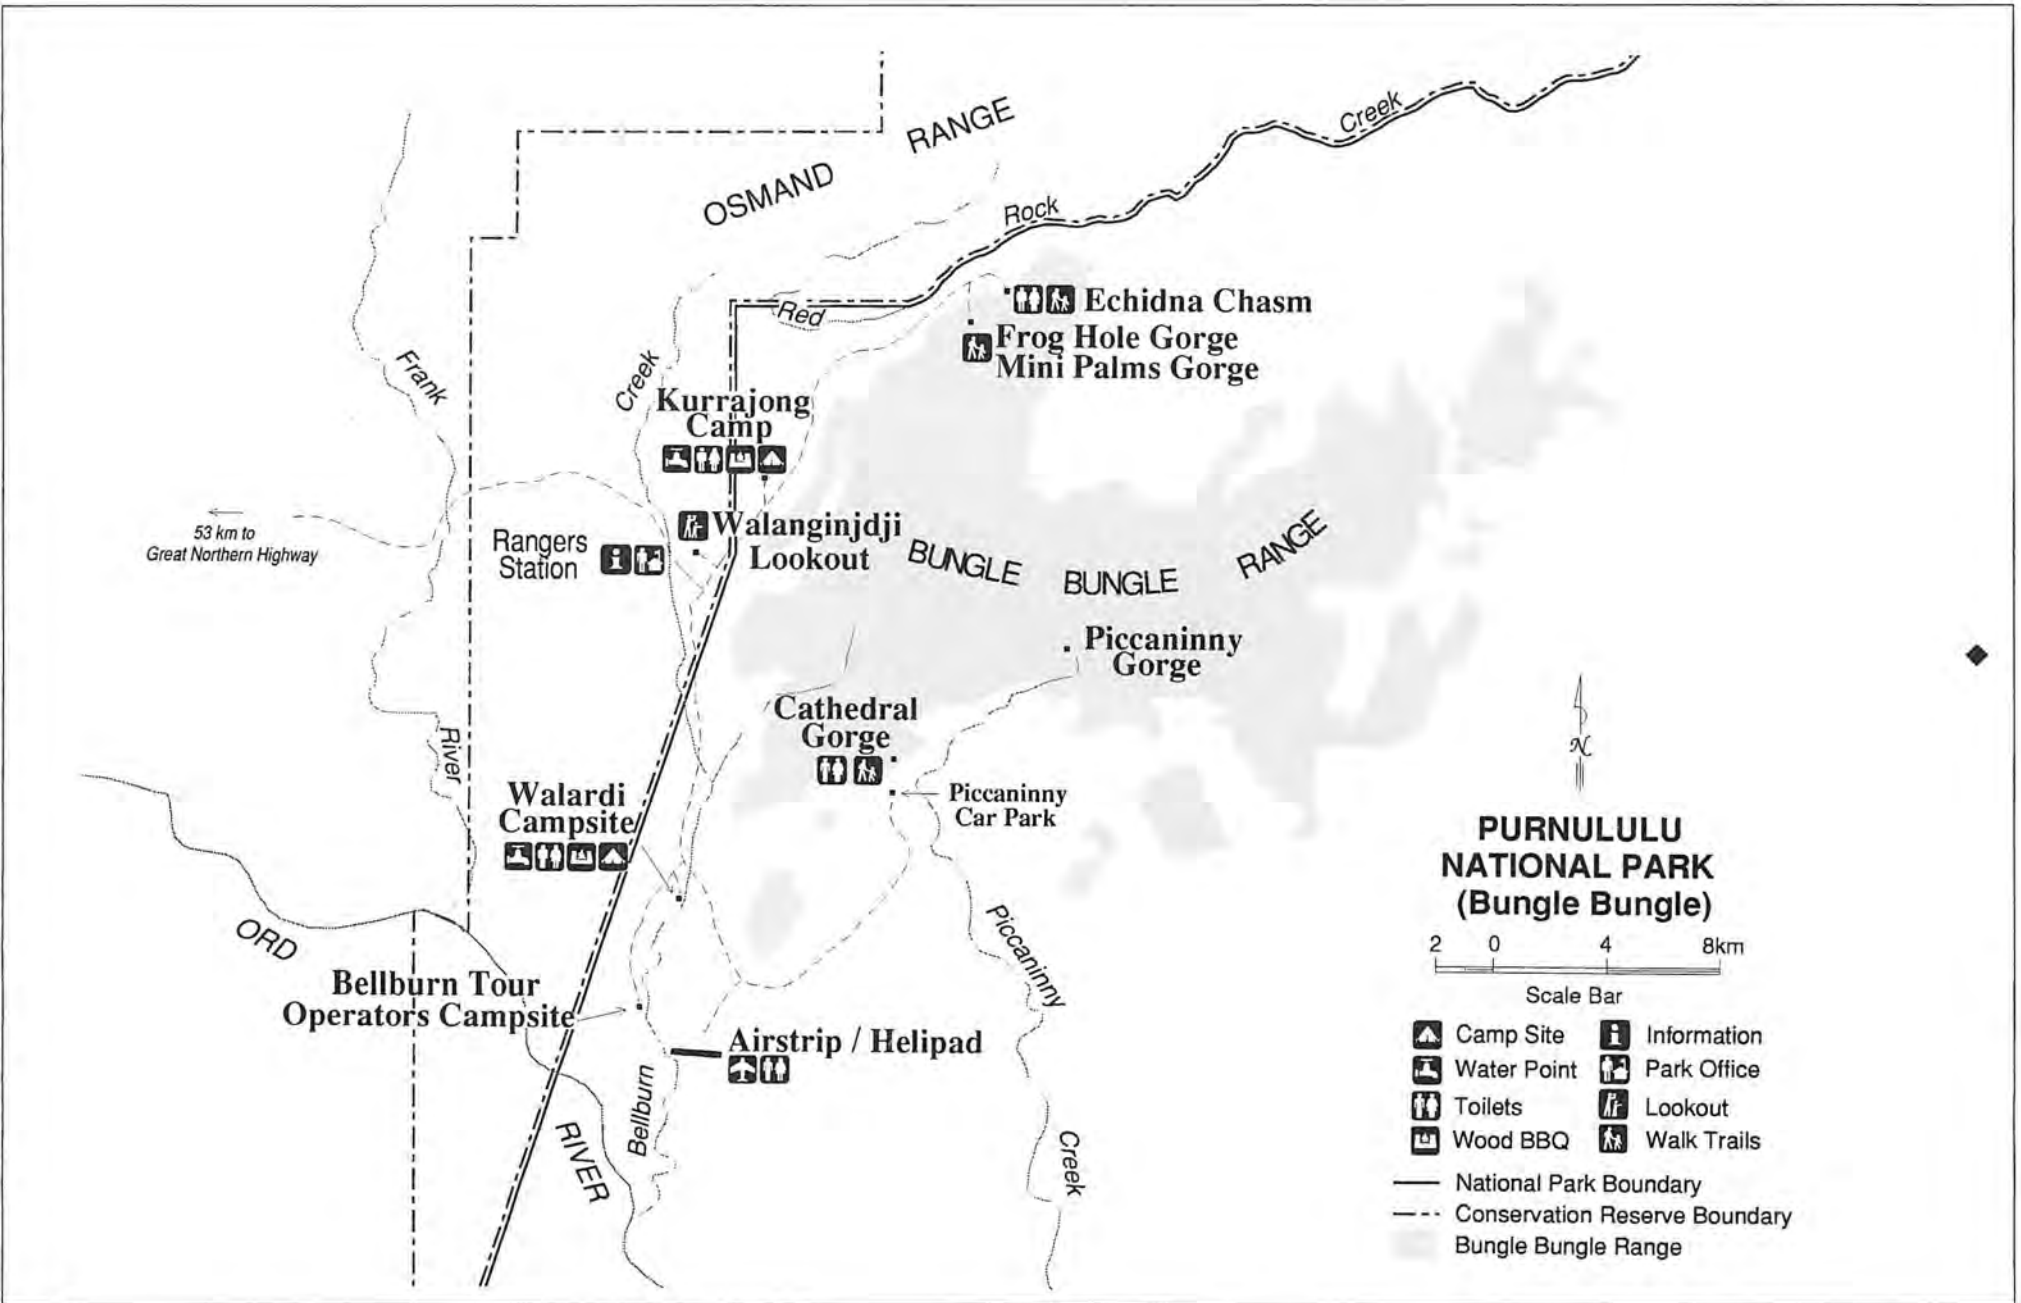 OSMAND RANGE
Creek
Rock
Red
Echidna Chasm
Frog Hole Gorge
Mini Palms Gorge
Frank
Creek
Kurrajong
Camp
53 km to
Great Northern Highway
Rangers
Station
Walanginjdji
Lookout
BUNGLE BUNGLE RANGE
Piccaninny
Gorge
Cathedral
Gorge
River
Walardi
Campsite
Piccaninny
Car Park
ORD
Piccaninny
Bellburn Tour
Operators Campsite
Airstrip / Helipad
Bellburn
RIVER
Creek
N
PURNULULU
NATIONAL PARK
(Bungle Bungle)
2 0 4 8km
Scale Bar
Camp Site
Information
Water Point
Park Office
Toilets
Lookout
Wood BBQ
Walk Trails
National Park Boundary
Conservation Reserve Boundary
Bungle Bungle Range